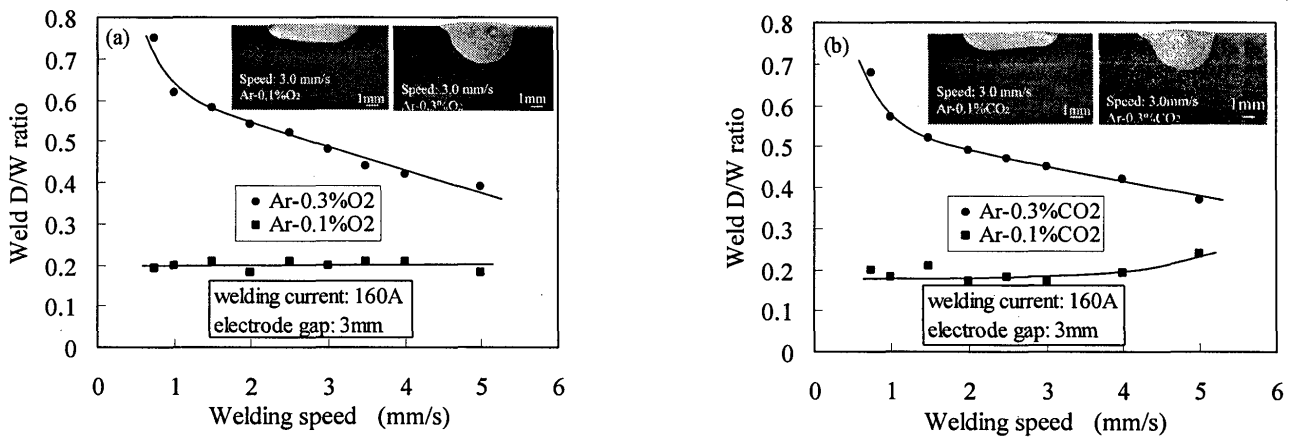 (a)
Speed: 3.0 mm/s
Ar-0.1%O2
1mm
Speed: 3.0 mm/s
Ar-0.3%O2
1mm
Ar-0.3%O2
Ar-0.1%O2
welding current: 160A
electrode gap: 3mm
0.8
0.7
0.6
0.5
0.4
0.3
0.2
0.1
0
0 1 2 3 4 5 6
Weld D/W ratio
Welding speed (mm/s)
(b)
Speed: 3.0 mm/s
Ar-0.1%CO2
1mm
Speed: 3.0mm/s
Ar-0.3%CO2
1mm
Ar-0.3%CO2
Ar-0.1%CO2
welding current: 160A
electrode gap: 3mm
0.8
0.7
0.6
0.5
0.4
0.3
0.2
0.1
0
0 1 2 3 4 5 6
Weld D/W ratio
Welding speed (mm/s)